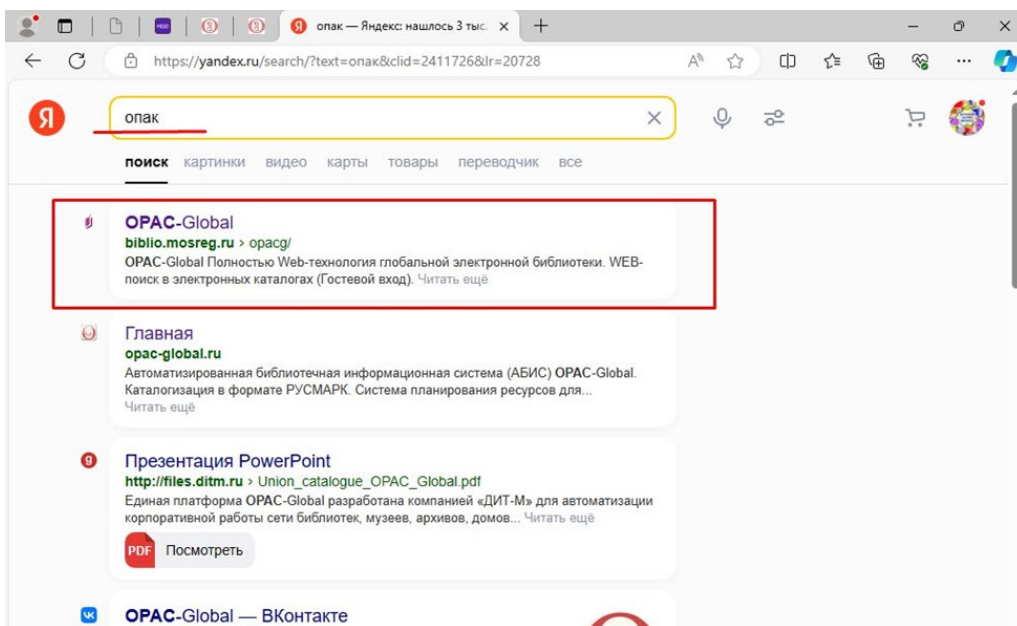 опак — Яндекс: нашлось 3 тыс.
https://yandex.ru/search/?text=опак&clid=2411726&lr=20728
Я
опак
поиск картинки видео карты товары переводчик все
OPAC-Global
biblio.mosreg.ru › opacg/
OPAC-Global Полностью Web-технология глобальной электронной библиотеки. WEB-
поиск в электронных каталогах (Гостевой вход). Читать ещё
Главная
opac-global.ru
Автоматизированная библиотечная информационная система (АБИС) OPAC-Global.
Каталогизация в формате РУСМАРК. Система планирования ресурсов для...
Читать ещё
Презентация PowerPoint
http://files.ditm.ru › Union_catalogue_OPAC_Global.pdf
Единая платформа OPAC-Global разработана компанией «ДИТ-М» для автоматизации
корпоративной работы сети библиотек, музеев, архивов, домов... Читать ещё
PDF Посмотреть
OPAC-Global — ВКонтакте